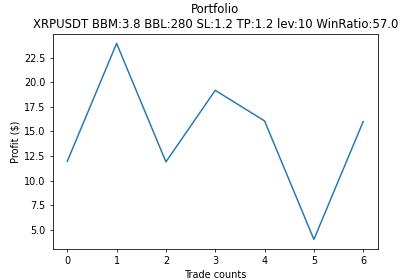 Portfolio
XRPUSDT BBM:3.8 BBL:280 SL:1.2 TP:1.2 lev:10 WinRatio:57.0
22.5
20.0
17.5
15.0
12.5
10.0
7.5
5.0
Profit ($)
0 1 2 3 4 5 6
Trade counts